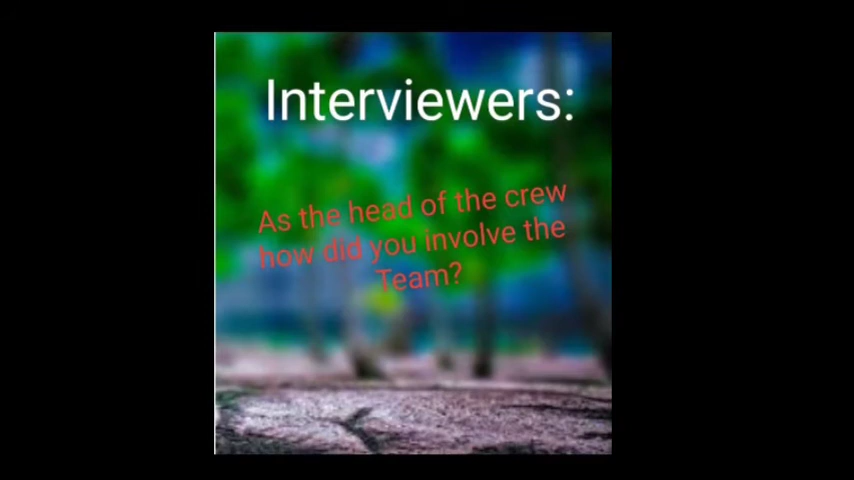 Interviewers:
As the head of the crew
how did you involve the
Team?